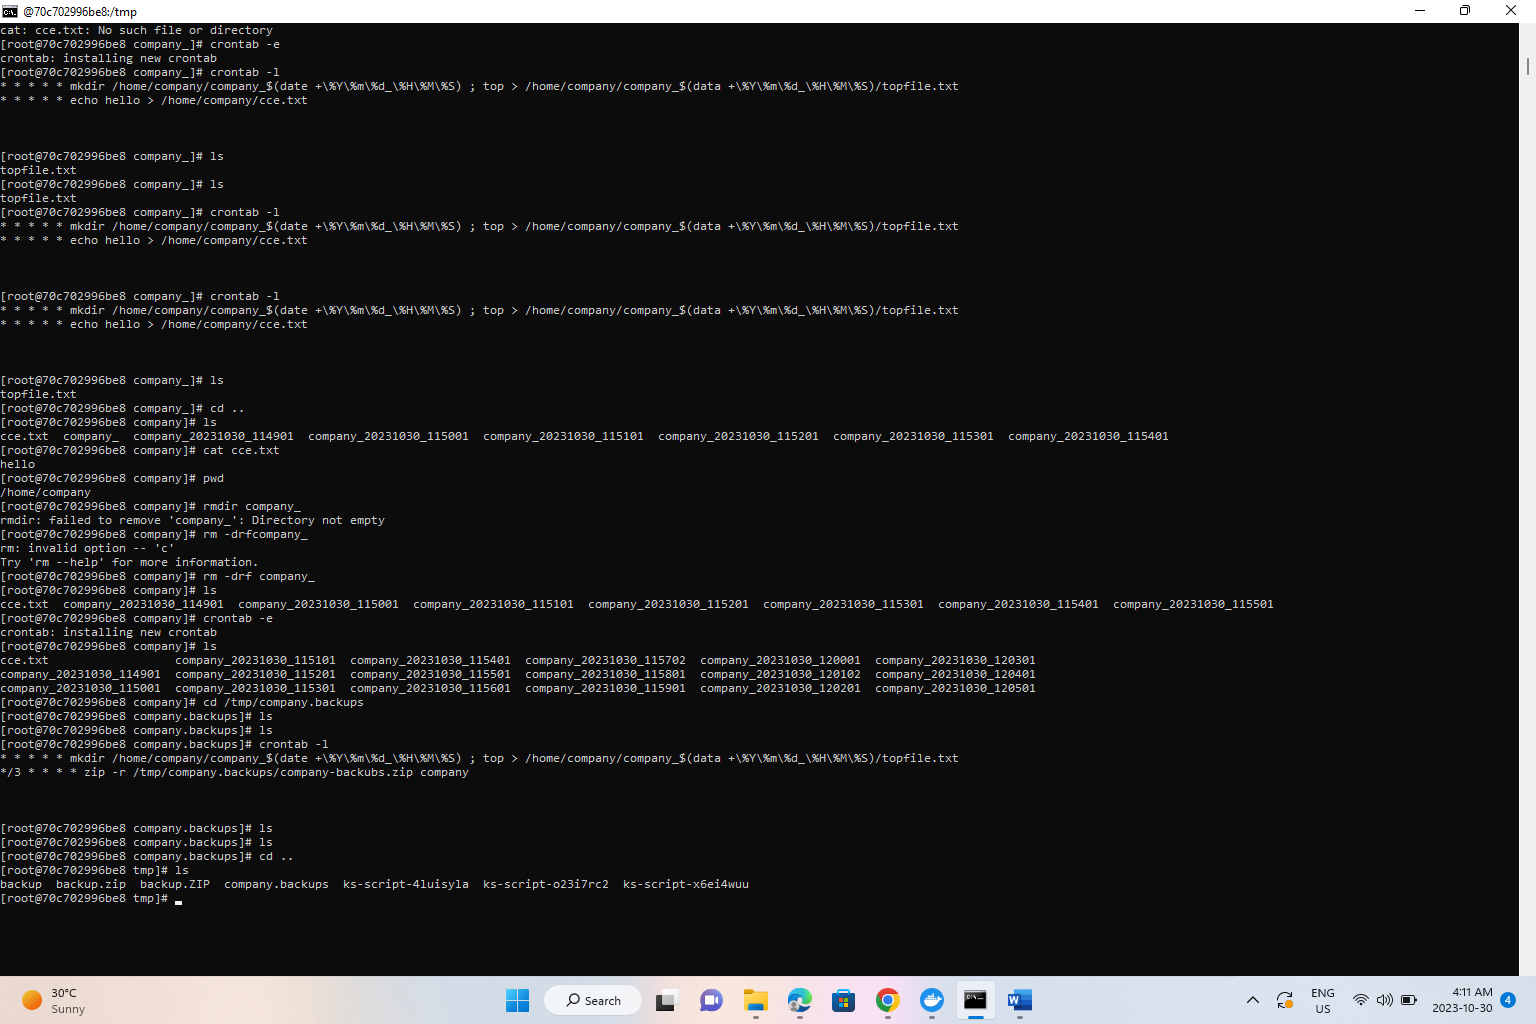 @70c702996be8:/tmp
cat: cce.txt: No such file or directory
[root@70c702996be8 company_]# crontab -e
crontab: installing new crontab
[root@70c702996be8 company_]# crontab -l
* * * * * mkdir /home/company/company_$(date +\%Y\%m\%d_\%H\%M\%S) ; top > /home/company/company_$(data +\%Y\%m\%d_\%H\%M\%S)/topfile.txt
* * * * * echo hello > /home/company/cce.txt
[root@70c702996be8 company_]# ls
topfile.txt
[root@70c702996be8 company_]# ls
topfile.txt
[root@70c702996be8 company_]# crontab -l
* * * * * mkdir /home/company/company_$(date +\%Y\%m\%d_\%H\%M\%S) ; top > /home/company/company_$(data +\%Y\%m\%d_\%H\%M\%S)/topfile.txt
* * * * * echo hello > /home/company/cce.txt
[root@70c702996be8 company_]# crontab -l
* * * * * mkdir /home/company/company_$(date +\%Y\%m\%d_\%H\%M\%S) ; top > /home/company/company_$(data +\%Y\%m\%d_\%H\%M\%S)/topfile.txt
* * * * * echo hello > /home/company/cce.txt
[root@70c702996be8 company_]# ls
topfile.txt
[root@70c702996be8 company_]# cd ..
[root@70c702996be8 company]# ls
cce.txt  company_  company_20231030_114901  company_20231030_115001  company_20231030_115101  company_20231030_115201  company_20231030_115301  company_20231030_115401
[root@70c702996be8 company]# cat cce.txt
hello
[root@70c702996be8 company]# pwd
/home/company
[root@70c702996be8 company]# rmdir company_
rmdir: failed to remove 'company_': Directory not empty
[root@70c702996be8 company]# rm -drfcompany_
rm: invalid option -- 'c'
Try 'rm --help' for more information.
[root@70c702996be8 company]# rm -drf company_
[root@70c702996be8 company]# ls
cce.txt  company_20231030_114901  company_20231030_115001  company_20231030_115101  company_20231030_115201  company_20231030_115301  company_20231030_115401  company_20231030_115501
[root@70c702996be8 company]# crontab -e
crontab: installing new crontab
[root@70c702996be8 company]# ls
cce.txt                  company_20231030_115101  company_20231030_115401  company_20231030_115702  company_20231030_120001  company_20231030_120301
company_20231030_114901  company_20231030_115201  company_20231030_115501  company_20231030_115801  company_20231030_120102  company_20231030_120401
company_20231030_115001  company_20231030_115301  company_20231030_115601  company_20231030_115901  company_20231030_120201  company_20231030_120501
[root@70c702996be8 company]# cd /tmp/company.backups
[root@70c702996be8 company.backups]# ls
[root@70c702996be8 company.backups]# ls
[root@70c702996be8 company.backups]# crontab -l
* * * * * mkdir /home/company/company_$(date +\%Y\%m\%d_\%H\%M\%S) ; top > /home/company/company_$(data +\%Y\%m\%d_\%H\%M\%S)/topfile.txt
*/3 * * * * zip -r /tmp/company.backups/company-backubs.zip company
[root@70c702996be8 company.backups]# ls
[root@70c702996be8 company.backups]# ls
[root@70c702996be8 company.backups]# cd ..
[root@70c702996be8 tmp]# ls
backup  backup.zip  backup.ZIP  company.backups  ks-script-4luisyla  ks-script-o23i7rc2  ks-script-x6ei4wuu
[root@70c702996be8 tmp]#
30°C
Sunny
Search
ENG
US
4:11 AM
2023-10-30
4